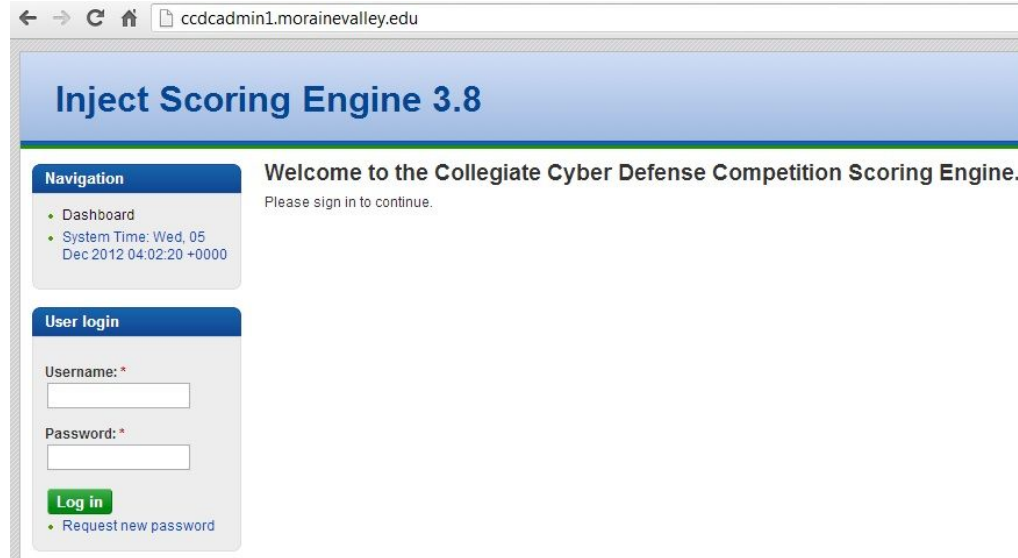 ccdcadmin1.morainevalley.edu
Inject Scoring Engine 3.8
Navigation
Dashboard
System Time: Wed, 05
Dec 2012 04:02:20 +0000
User login
Username: *
Password: *
Log in
Request new password
Welcome to the Collegiate Cyber Defense Competition Scoring Engine.
Please sign in to continue.